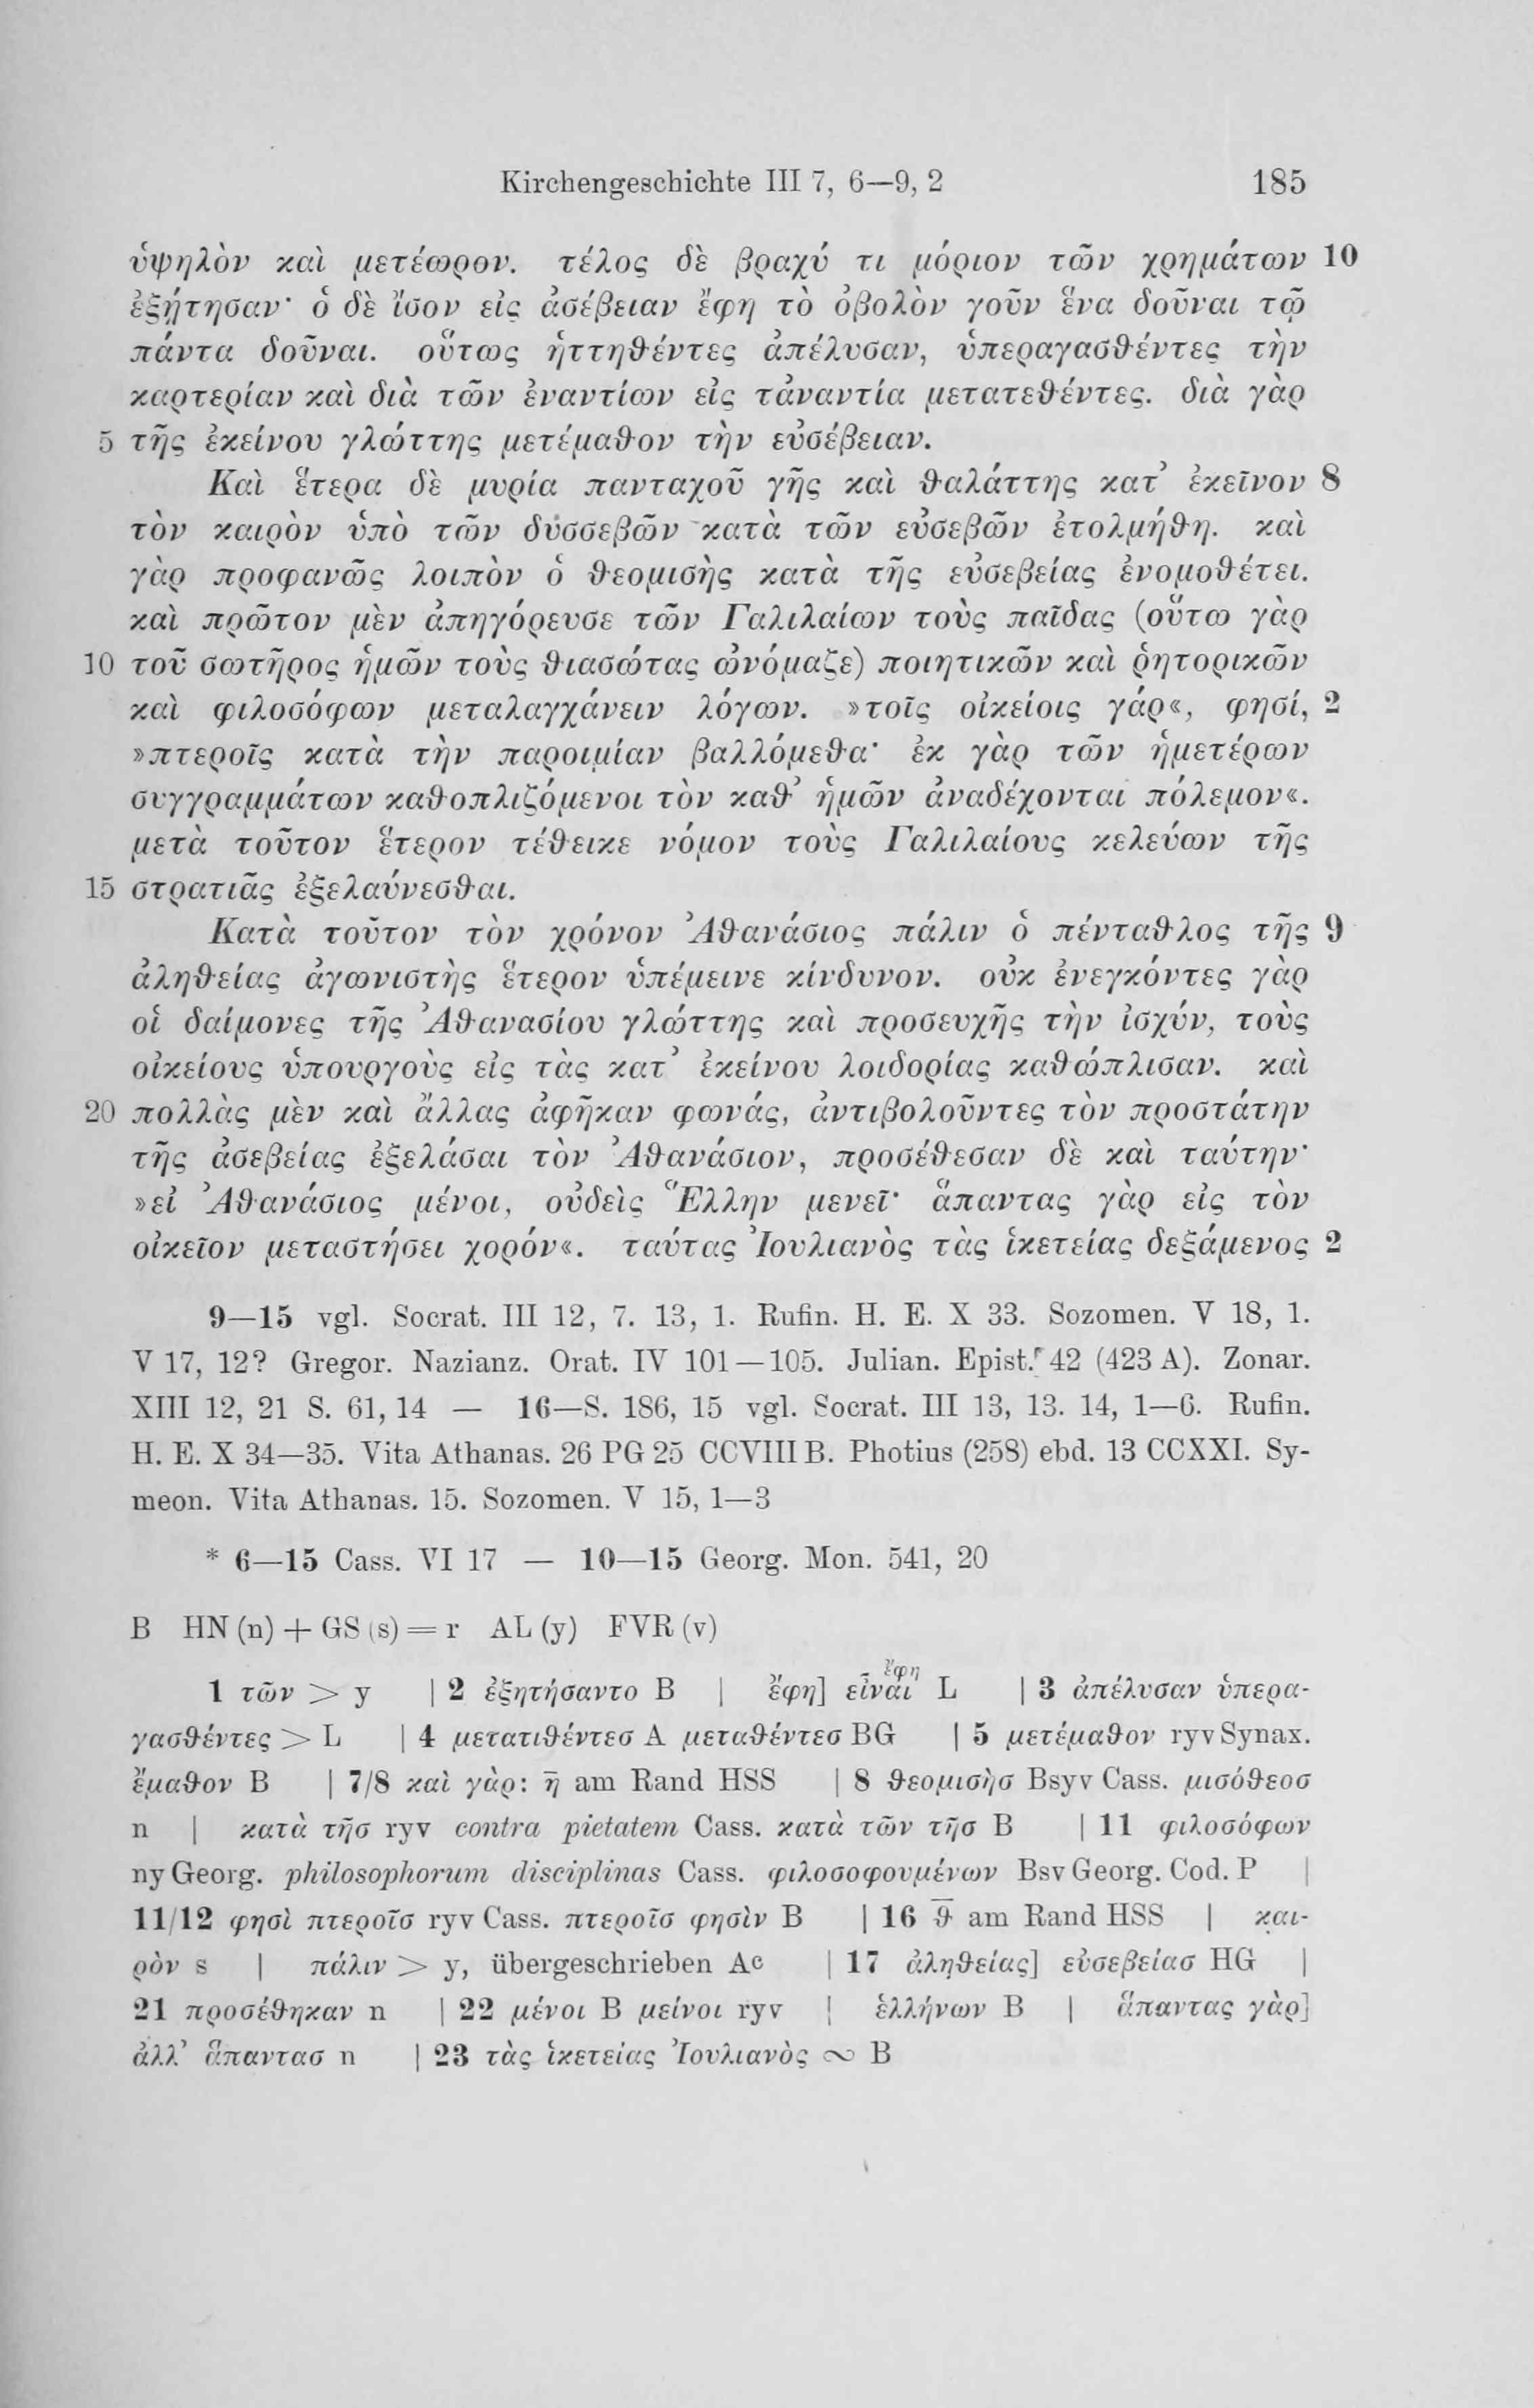 Kirchengeschichte III 7, 6—9, 2 185
ὑψηλὸν καὶ μετέωρον. τέλος δὲ βραχύ τι μόριον τῶν χρημάτων 10
ἐξῄτησαν· ὁ δὲ ἴσον εἰς ἀσέβειαν ἔφη τὸ ὀβολὸν γοῦν ἕνα δοῦναι τῷ
πάντα δοῦναι. οὕτως ἡττηθέντες ἀπέλυσαν, ὑπεραγασθέντες τὴν
καρτερίαν καὶ διὰ τῶν ἐναντίων εἰς τἀναντία μετατεθέντες. διὰ γὰρ
5 τῆς ἐκείνου γλώττης μετέμαθον τὴν εὐσέβειαν.
Καὶ ἕτερα δὲ μυρία πανταχοῦ γῆς καὶ θαλάττης κατ’ ἐκεῖνον 8
τὸν καιρὸν ὑπὸ τῶν δυσσεβῶν κατὰ τῶν εὐσεβῶν ἐτολμήθη. καὶ
γὰρ προφανῶς λοιπὸν ὁ θεομισὴς κατὰ τῆς εὐσεβείας ἐνομοθέτει.
καὶ πρῶτον μὲν ἀπηγόρευσε τῶν Γαλιλαίων τοὺς παῖδας (οὕτω γὰρ
10 τοῦ σωτῆρος ἡμῶν τοὺς θιασώτας ὠνόμαζε) ποιητικῶν καὶ ῥητορικῶν
καὶ φιλοσόφων μεταλαγχάνειν λόγων. »τοῖς οἰκείοις γάρ«, φησί, 2
»πτεροῖς κατὰ τὴν παροιμίαν βαλλόμεθα· ἐκ γὰρ τῶν ἡμετέρων
συγγραμμάτων καθοπλιζόμενοι τὸν καθ’ ἡμῶν ἀναδέχονται πόλεμον«.
μετὰ τοῦτον ἕτερον τέθεικε νόμον τοὺς Γαλιλαίους κελεύων τῆς
15 στρατιᾶς ἐξελαύνεσθαι.
Κατὰ τοῦτον τὸν χρόνον Ἀθανάσιος πάλιν ὁ πένταθλος τῆς 9
ἀληθείας ἀγωνιστὴς ἕτερον ὑπέμεινε κίνδυνον. οὐκ ἐνεγκόντες γὰρ
οἱ δαίμονες τῆς Ἀθανασίου γλώττης καὶ προσευχῆς τὴν ἰσχύν, τοὺς
οἰκείους ὑπουργοὺς εἰς τὰς κατ’ ἐκείνου λοιδορίας καθώπλισαν. καὶ
20 πολλὰς μὲν καὶ ἄλλας ἀφῆκαν φωνάς, ἀντιβολοῦντες τὸν προστάτην
τῆς ἀσεβείας ἐξελάσαι τὸν Ἀθανάσιον, προσέθεσαν δὲ καὶ ταύτην·
»εἰ Ἀθανάσιος μένοι, οὐδεὶς Ἕλλην μενεῖ· ἅπαντας γὰρ εἰς τὸν
οἰκεῖον μεταστήσει χορόν«. ταύτας Ἰουλιανὸς τὰς ἱκετείας δεξάμενος 2
9—15 vgl. Socrat. III 12, 7. 13, 1. Rufin. H. E. X 33. Sozomen. V 18, 1.
V 17, 12? Gregor. Nazianz. Orat. IV 101—105. Julian. Epist. 42 (423 A). Zonar.
XIII 12, 21 S. 61, 14 — 16—S. 186, 15 vgl. Socrat. III 13, 13. 14, 1—6. Rufin.
H. E. X 34—35. Vita Athanas. 26 PG 25 CCVIII B. Photius (258) ebd. 13 CCXXI. Sy-
meon. Vita Athanas. 15. Sozomen. V 15, 1—3
* 6—15 Cass. VI 17 — 10—15 Georg. Mon. 541, 20
B HN (n) + GS (s) = r AL (y) FVR (v)
1 τῶν > y | 2 ἐξητήσαντο B | ἔφη] εἶναι ἔφη L | 3 ἀπέλυσαν ὑπερα-
γασθέντες > L | 4 μετατιθέντεσ A μεταθέντεσ BG | 5 μετέμαθον ryv Synax.
ἔμαθον B | 7/8 καὶ γὰρ: η̄ am Rand HSS | 8 θεομισὴσ Bsyv Cass. μισόθεοσ
n | κατὰ τῆσ ryv contra pietatem Cass. κατὰ τῶν τῆσ B | 11 φιλοσόφων
ny Georg. philosophorum disciplinas Cass. φιλοσοφουμένων Bsv Georg. Cod. P |
11/12 φησὶ πτεροῖσ ryv Cass. πτεροῖσ φησὶν B | 16 θ̄ am Rand HSS | και-
ρὸν s | πάλιν > y, übergeschrieben Ac | 17 ἀληθείας] εὐσεβείασ HG |
21 προσέθηκαν n | 22 μένοι B μείνοι ryv | ἑλλήνων B | ἅπαντας γὰρ]
ἀλλ’ ἅπαντασ n | 23 τὰς ἱκετείας Ἰουλιανὸς ∾ B